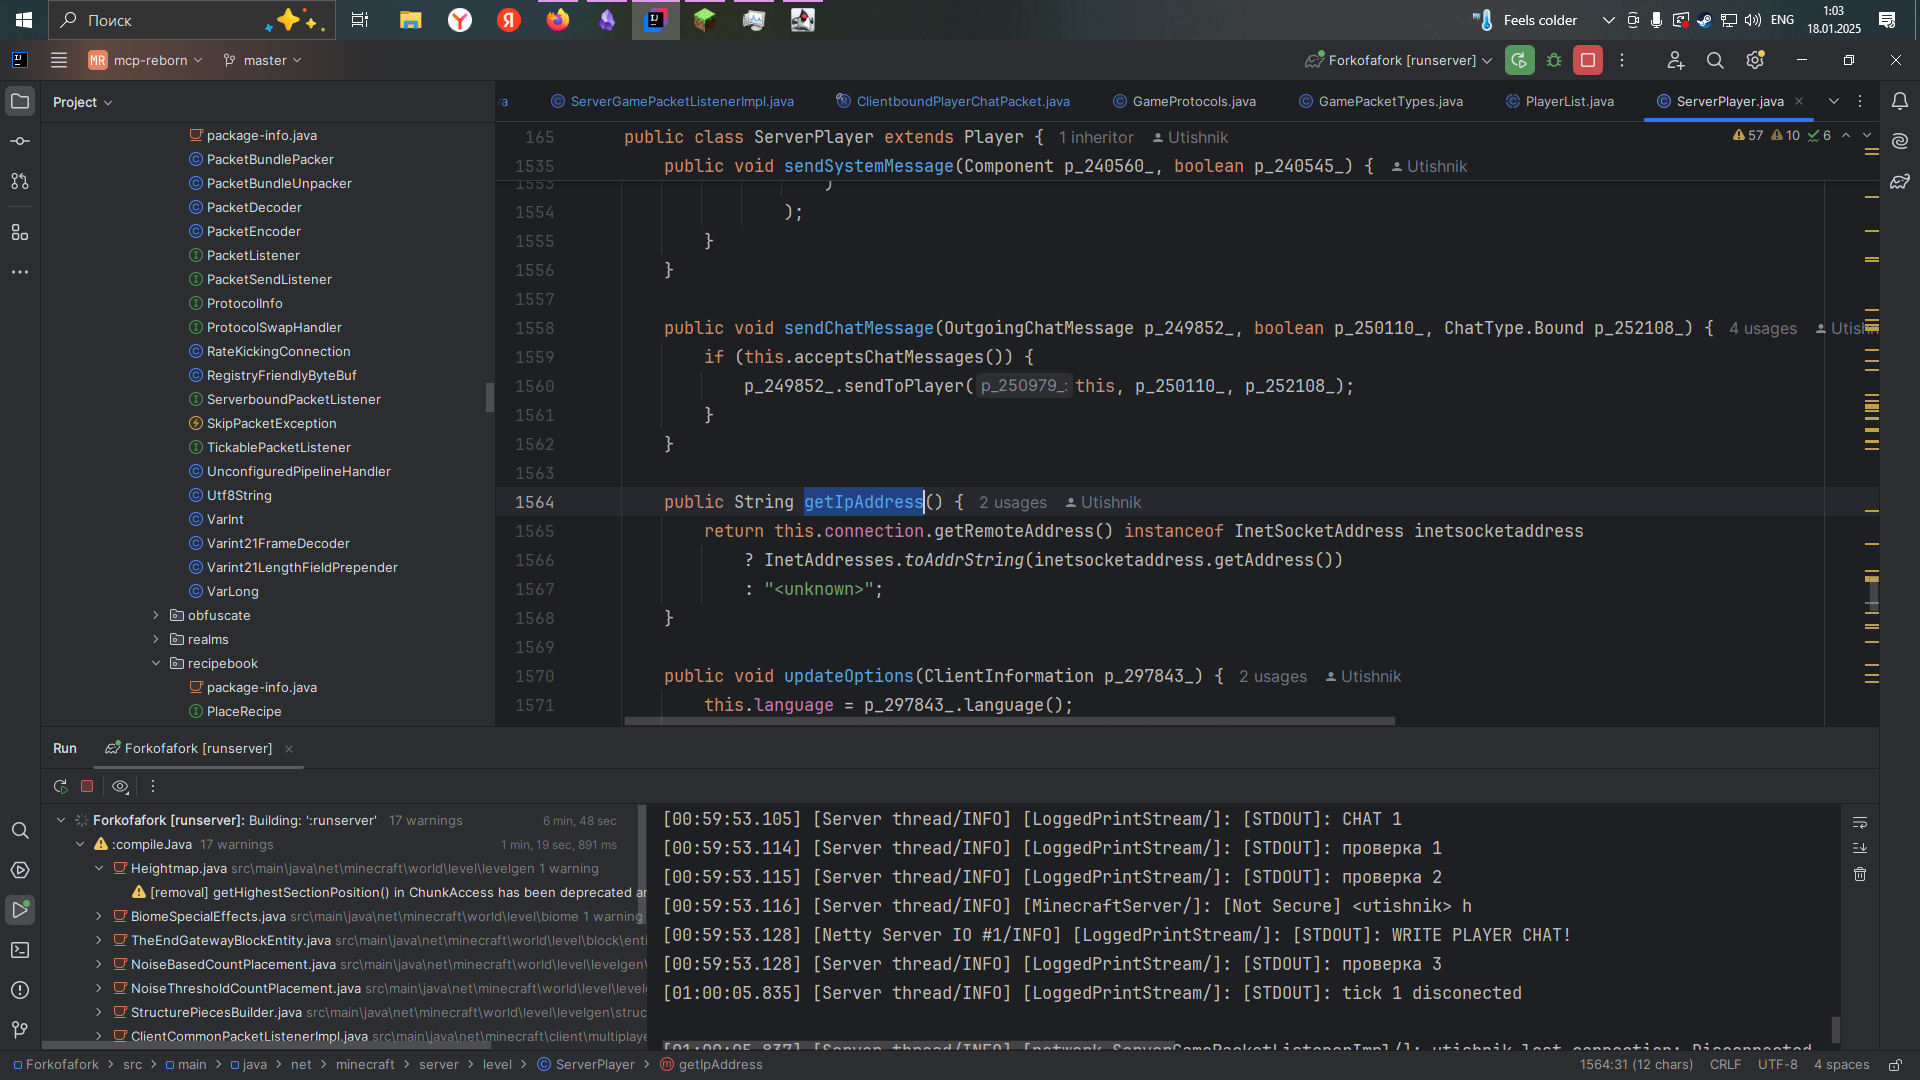 Поиск
Feels colder
ENG
1:03
18.01.2025
MR mcp-reborn
master
Forkofafork [runserver]
Project
ServerGamePacketListenerImpl.java
ClientboundPlayerChatPacket.java
GameProtocols.java
GamePacketTypes.java
PlayerList.java
ServerPlayer.java
package-info.java
PacketBundlePacker
PacketBundleUnpacker
PacketDecoder
PacketEncoder
PacketListener
PacketSendListener
ProtocolInfo
ProtocolSwapHandler
RateKickingConnection
RegistryFriendlyByteBuf
ServerboundPacketListener
SkipPacketException
TickablePacketListener
UnconfiguredPipelineHandler
Utf8String
VarInt
Varint21FrameDecoder
Varint21LengthFieldPrepender
VarLong
obfuscate
realms
recipebook
package-info.java
PlaceRecipe
57 10 6
165 public class ServerPlayer extends Player { 1 inheritor Utishnik
1535 public void sendSystemMessage(Component p_240560_, boolean p_240545_) { Utishnik
1553 )
1554 );
1555 }
1556 }
1557
1558 public void sendChatMessage(OutgoingChatMessage p_249852_, boolean p_250110_, ChatType.Bound p_252108_) { 4 usages
1559 if (this.acceptsChatMessages()) {
1560 p_249852_.sendToPlayer( p_250979_: this, p_250110_, p_252108_);
1561 }
1562 }
1563
1564 public String getIpAddress() { 2 usages Utishnik
1565 return this.connection.getRemoteAddress() instanceof InetSocketAddress inetsocketaddress
1566 ? InetAddresses.toAddrString(inetsocketaddress.getAddress())
1567 : "<unknown>";
1568 }
1569
1570 public void updateOptions(ClientInformation p_297843_) { 2 usages Utishnik
1571 this.language = p_297843_.language();
Run
Forkofafork [runserver]
Forkofafork [runserver]: Building: ':runserver' 17 warnings 6 min, 48 sec
:compileJava 17 warnings 1 min, 19 sec, 891 ms
Heightmap.java src\main\java\net\minecraft\world\level\levelgen 1 warning
[removal] getHighestSectionPosition() in ChunkAccess has been deprecated
BiomeSpecialEffects.java src\main\java\net\minecraft\world\level\biome 1 warning
TheEndGatewayBlockEntity.java src\main\java\net\minecraft\world\level\block\enti
NoiseBasedCountPlacement.java src\main\java\net\minecraft\world\level\levelgen\
NoiseThresholdCountPlacement.java src\main\java\net\minecraft\world\level\level
StructurePiecesBuilder.java src\main\java\net\minecraft\world\level\levelgen\struc
ClientCommonPacketListenerImpl.java src\main\java\net\minecraft\client\multiplaye
[00:59:53.105] [Server thread/INFO] [LoggedPrintStream/]: [STDOUT]: CHAT 1
[00:59:53.114] [Server thread/INFO] [LoggedPrintStream/]: [STDOUT]: проверка 1
[00:59:53.115] [Server thread/INFO] [LoggedPrintStream/]: [STDOUT]: проверка 2
[00:59:53.116] [Server thread/INFO] [MinecraftServer/]: [Not Secure] <utishnik> h
[00:59:53.128] [Netty Server IO #1/INFO] [LoggedPrintStream/]: [STDOUT]: WRITE PLAYER CHAT!
[00:59:53.128] [Server thread/INFO] [LoggedPrintStream/]: [STDOUT]: проверка 3
[01:00:05.835] [Server thread/INFO] [LoggedPrintStream/]: [STDOUT]: tick 1 disconected
[01:00:05.837] [Server thread/INFO] [network.ServerGamePacketListenerImpl/]: utishnik lost connection: Disconnected
Forkofafork > src > main > java > net > minecraft > server > level > ServerPlayer > getIpAddress
1564:31 (12 chars) CRLF UTF-8 4 spaces